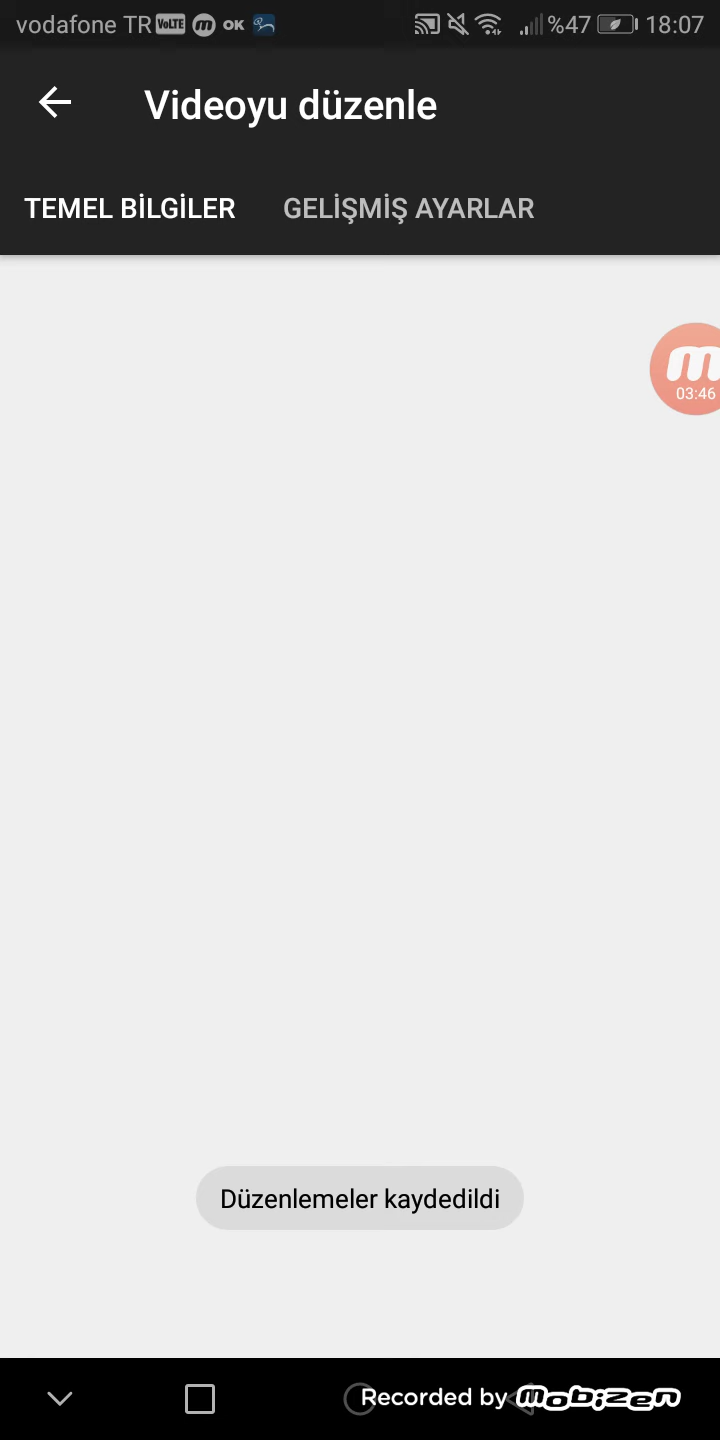 vodafone TR VoLTE m OK %47 18:07
Videoyu düzenle
TEMEL BİLGİLER GELİŞMİŞ AYARLAR
m
03:46
Düzenlemeler kaydedildi
Recorded by mobizen